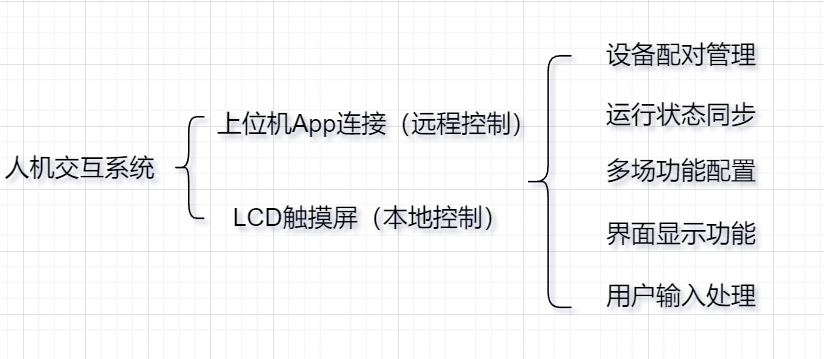 人机交互系统
上位机App连接（远程控制）
LCD触摸屏（本地控制）
设备配对管理
运行状态同步
多场功能配置
界面显示功能
用户输入处理